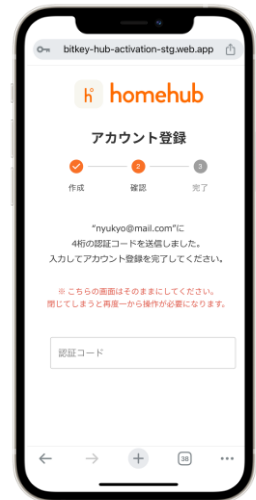 bitkey-hub-activation-stg.web.app
homehub
アカウント登録
2
3
作成
確認
完了
“nyukyo@mail.com”に
4桁の認証コードを送信しました。
入力してアカウント登録を完了してください。
※ こちらの画面はそのままにしてください。
閉じてしまうと再度一から操作が必要になります。
認証コード
38